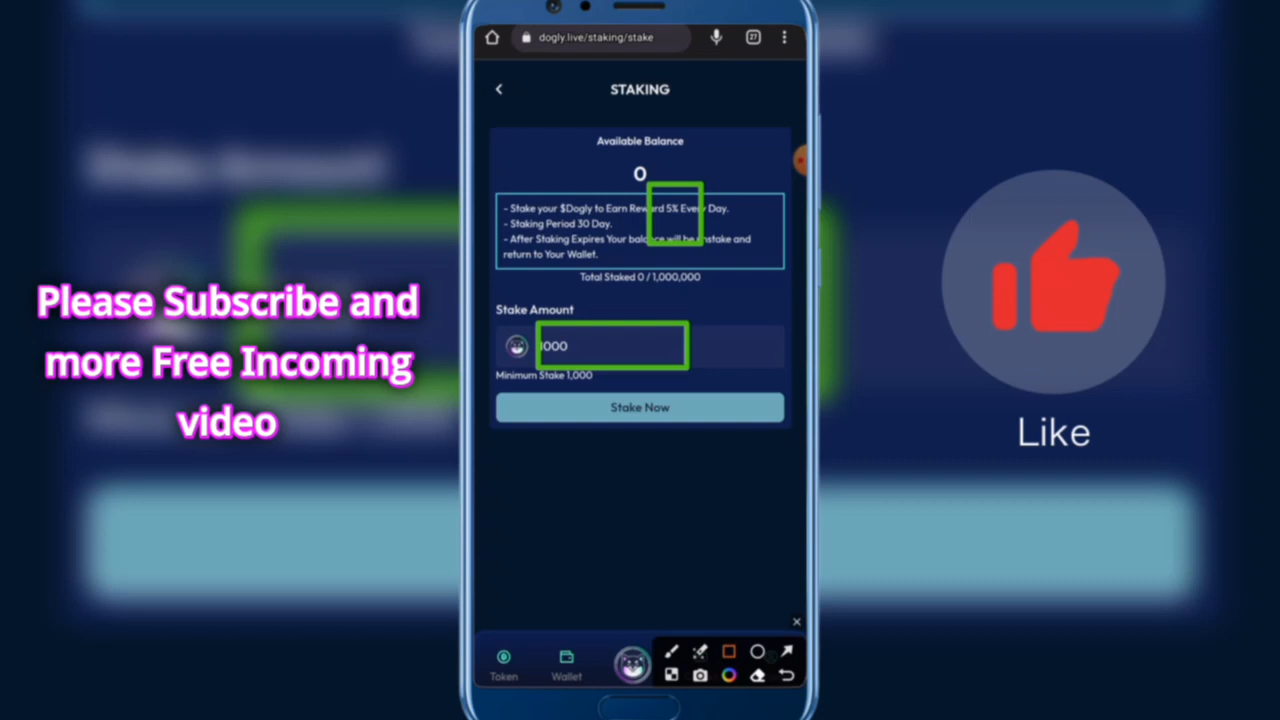 dogly.live/staking/stake
27
STAKING
Available Balance
0
- Stake your $Dogly to Earn Reward 5% Every Day.
- Staking Period 30 Day.
- After Staking Expires Your balance will be unstake and
return to Your Wallet.
Total Staked 0 / 1,000,000
Stake Amount
1000
Minimum Stake 1,000
Stake Now
Token
Wallet
Please Subscribe and
more Free Incoming
video
Like